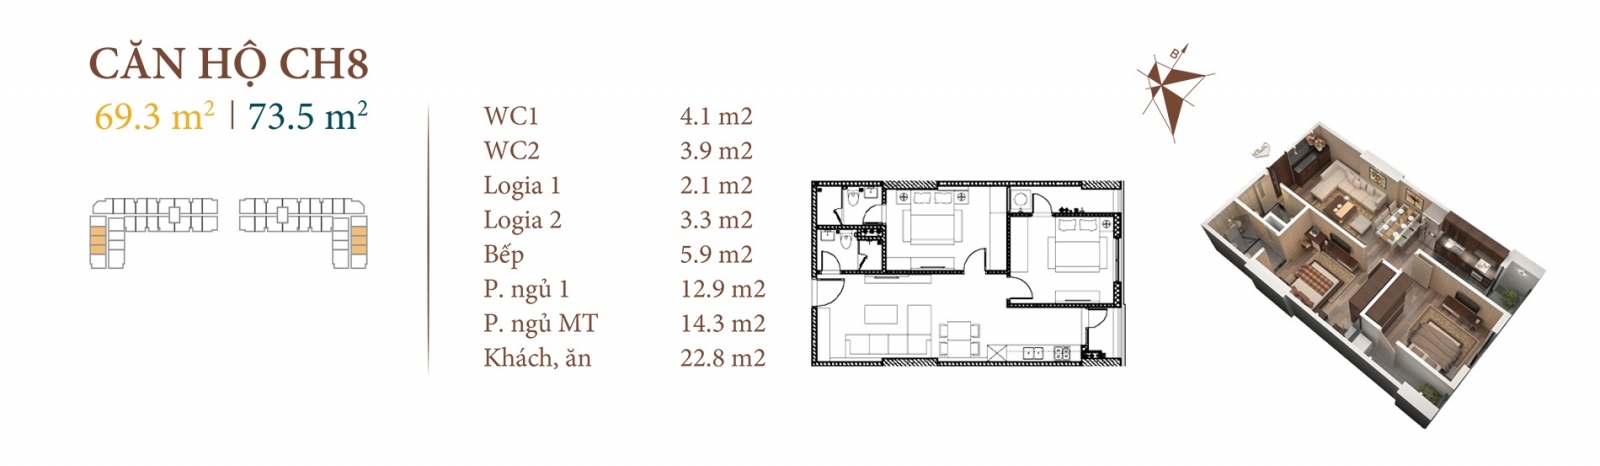 CĂN HỘ CH8
69.3 m² | 73.5 m²
WC1 4.1 m2
WC2 3.9 m2
Logia 1 2.1 m2
Logia 2 3.3 m2
Bếp 5.9 m2
P. ngủ 1 12.9 m2
P. ngủ MT 14.3 m2
Khách, ăn 22.8 m2
B